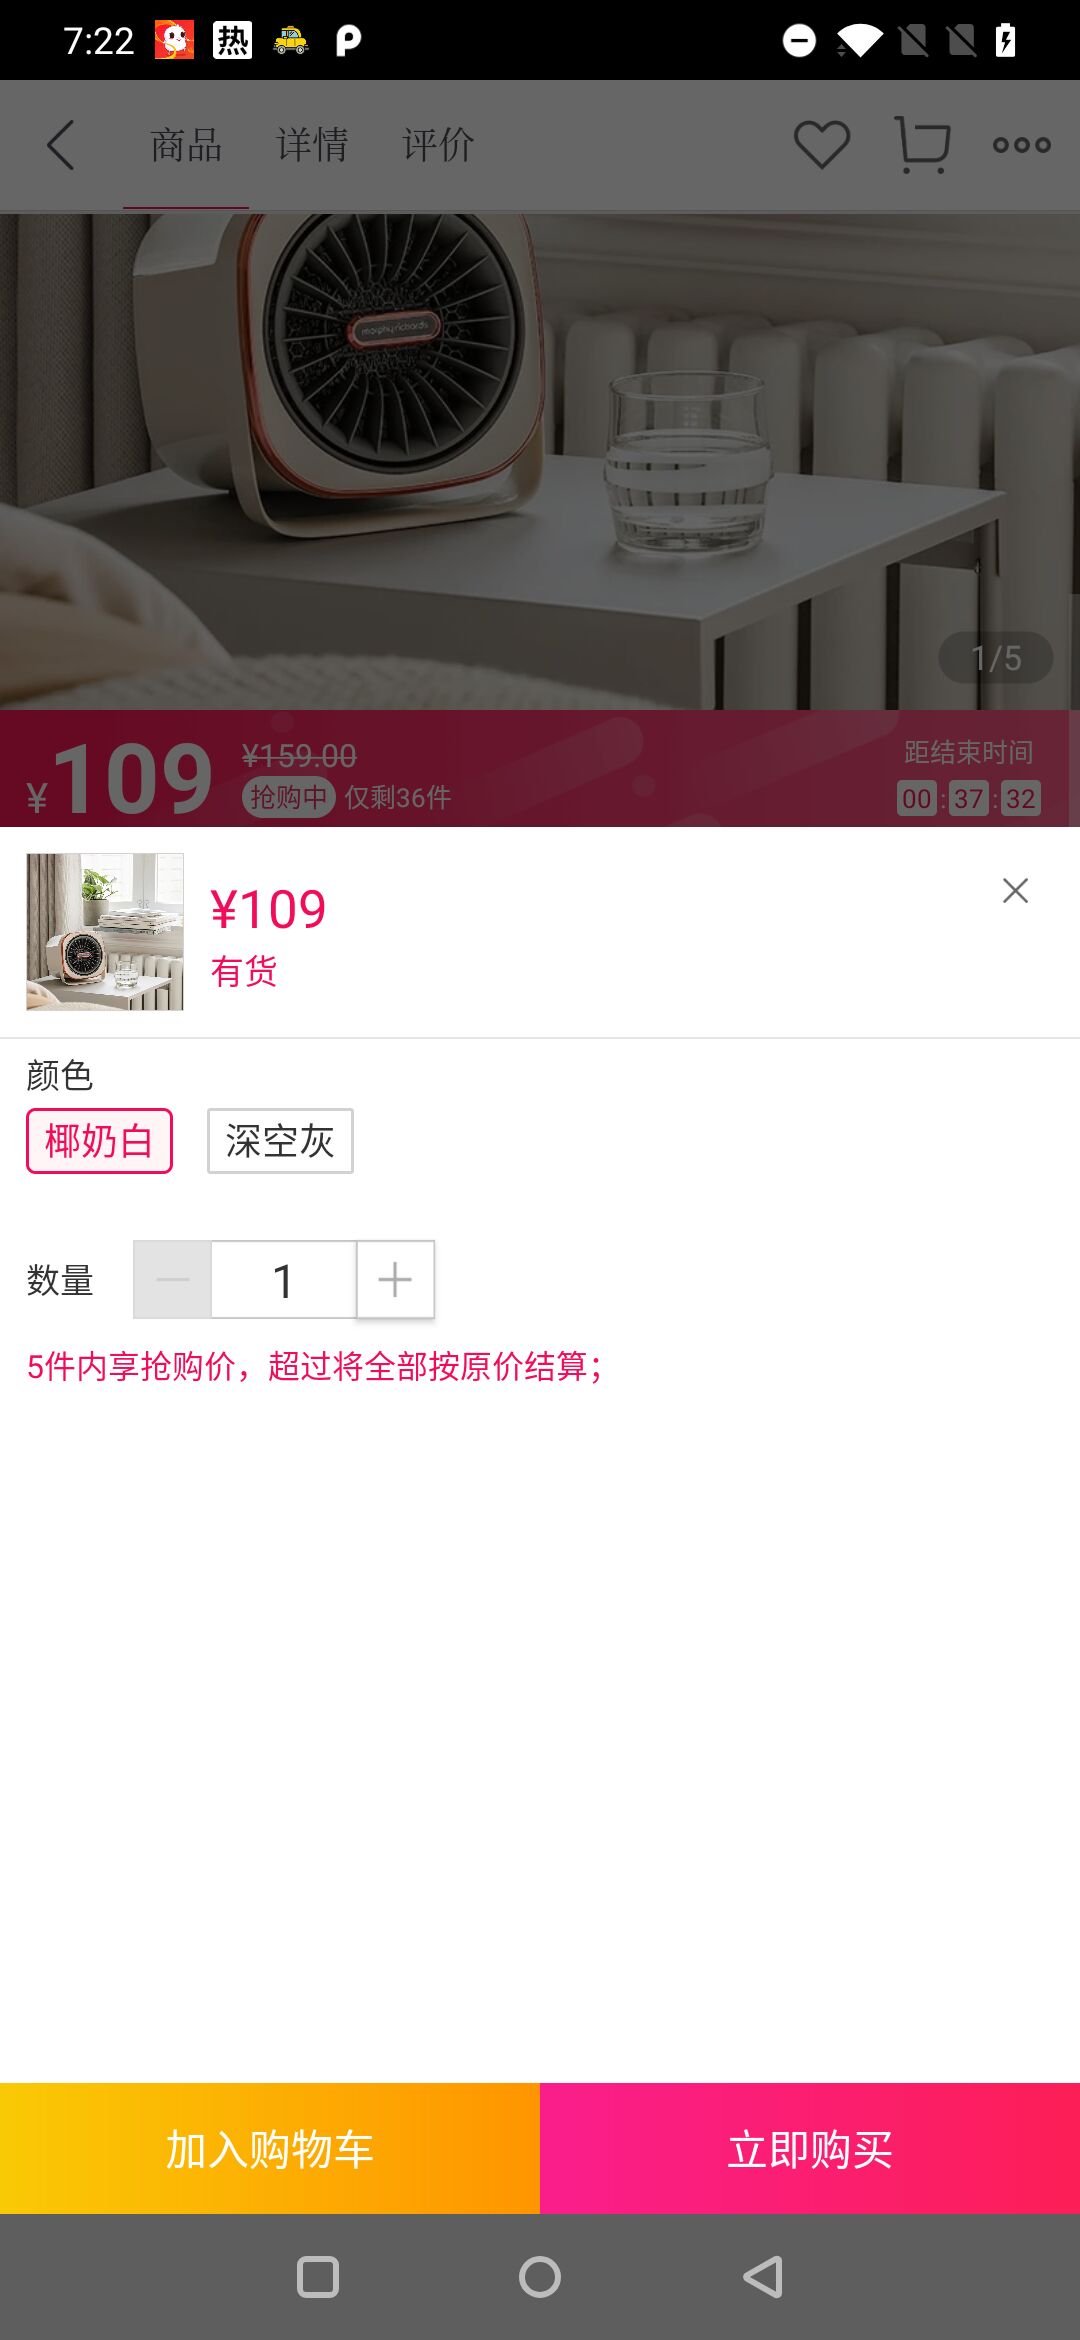 7:22 热
商品 详情 评价
morphy richards
1/5
¥109 ¥159.00
抢购中 仅剩36件
距结束时间
00:37:32
¥109
有货
颜色
椰奶白 深空灰
数量 1
5件内享抢购价，超过将全部按原价结算；
加入购物车 立即购买